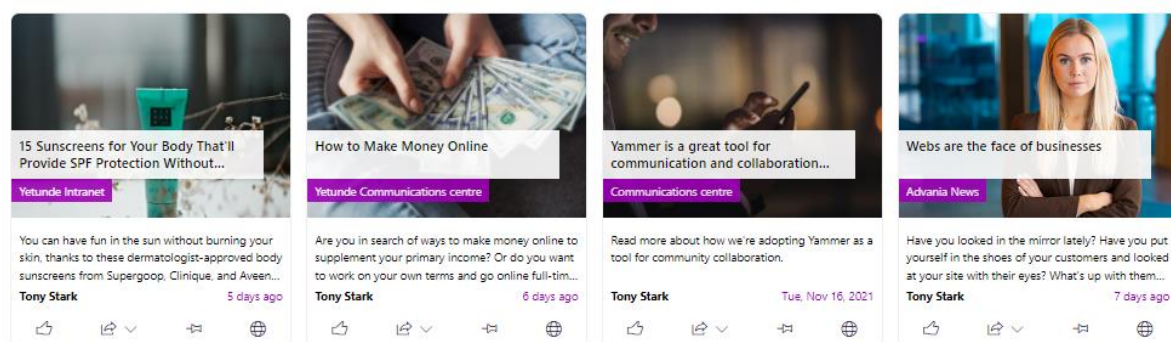 15 Sunscreens for Your Body That'll
Provide SPF Protection Without...
Yetunde Intranet
You can have fun in the sun without burning your
skin, thanks to these dermatologist-approved body
sunscreens from Supergoop, Clinique, and Aveen...
Tony Stark
5 days ago
How to Make Money Online
Yetunde Communications centre
Are you in search of ways to make money online to
supplement your primary income? Or do you want
to work on your own terms and go online full-tim...
Tony Stark
6 days ago
Yammer is a great tool for
communication and collaboration...
Communications centre
Read more about how we're adopting Yammer as a
tool for community collaboration.
Tony Stark
Tue, Nov 16, 2021
Webs are the face of businesses
Advania News
Have you looked in the mirror lately? Have you put
yourself in the shoes of your customers and looked
at your site with their eyes? What's up with them...
Tony Stark
7 days ago